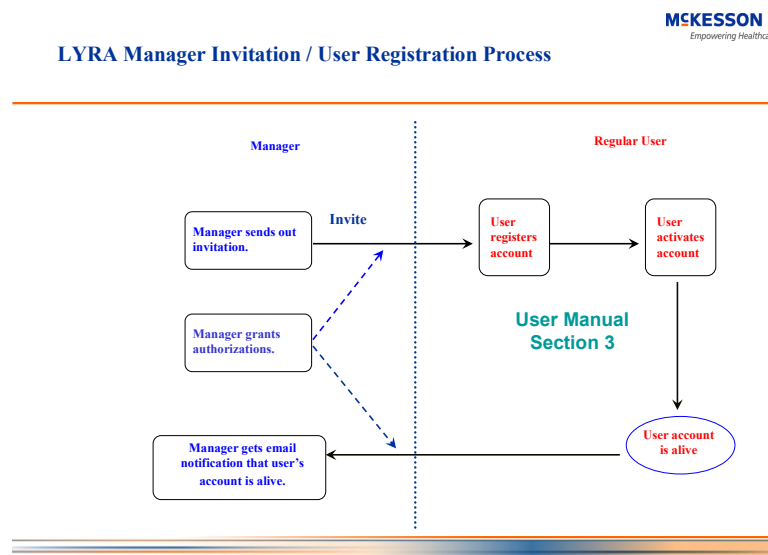 MCKESSON
Empowering Healthca
LYRA Manager Invitation / User Registration Process
Manager
Regular User
Manager sends out
invitation.
Invite
User
registers
account
User
activates
account
Manager grants
authorizations.
User Manual
Section 3
Manager gets email
notification that user’s
account is alive.
User account
is alive